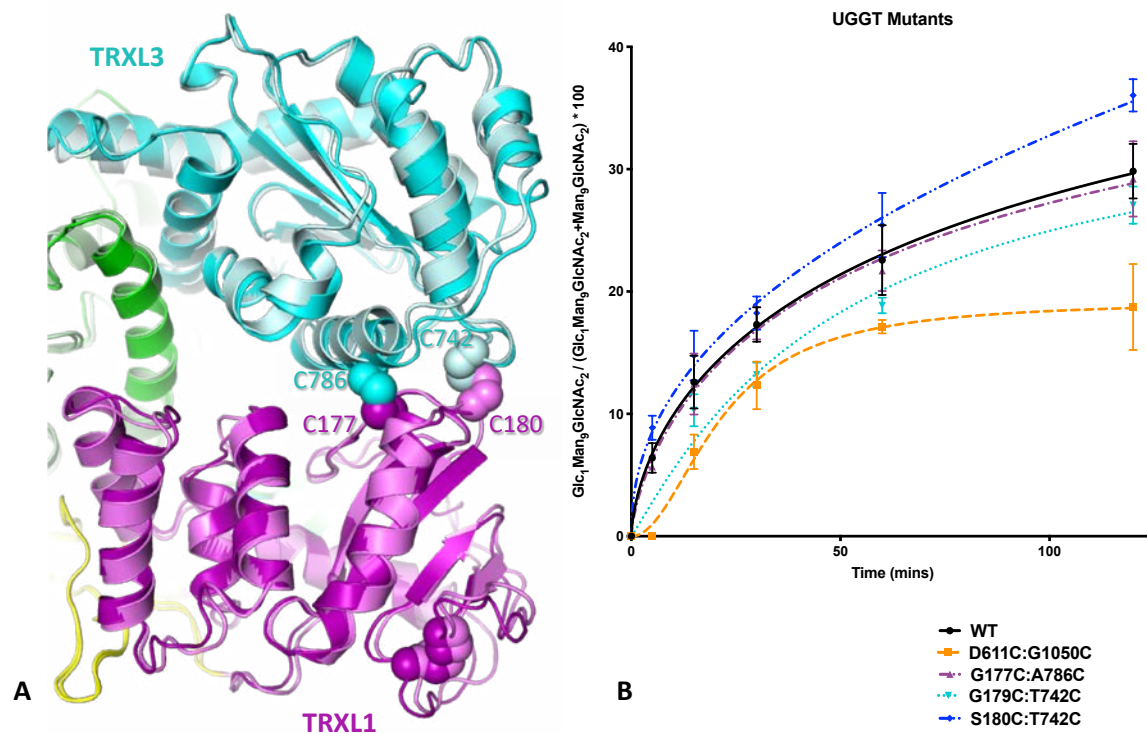 TRXL3
C742
C786
C177
C180
TRXL1
A
UGGT Mutants
Glc₁Man₉GlcNAc₂ / (Glc₁Man₉GlcNAc₂+Man₉GlcNAc₂) * 100
40
30
20
10
0
0
50
100
Time (mins)
B
WT
D611C:G1050C
G177C:A786C
G179C:T742C
S180C:T742C